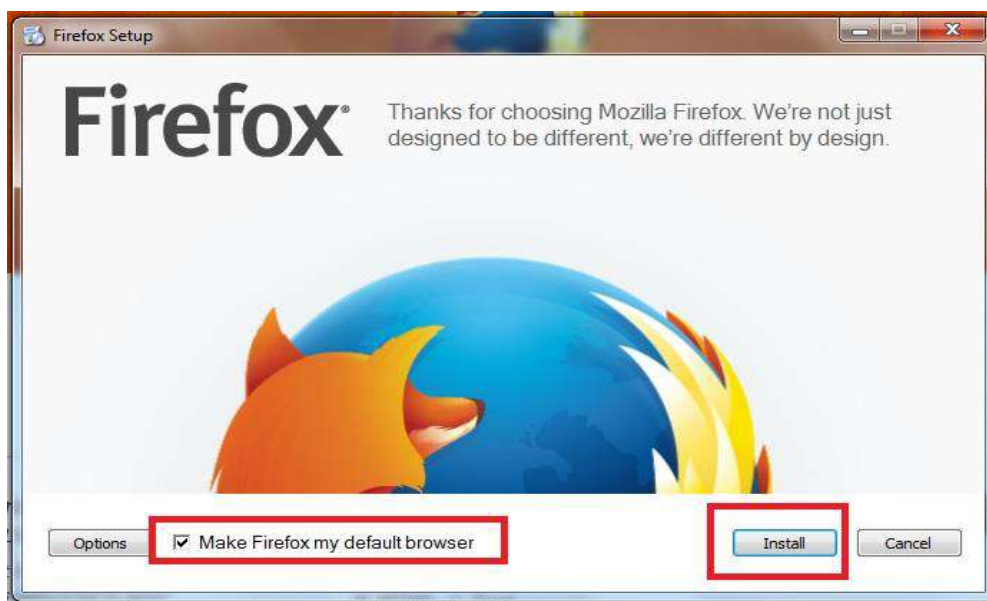 Firefox Setup
Firefox®
Thanks for choosing Mozilla Firefox. We're not just
designed to be different, we're different by design.
Options
Make Firefox my default browser
Install
Cancel